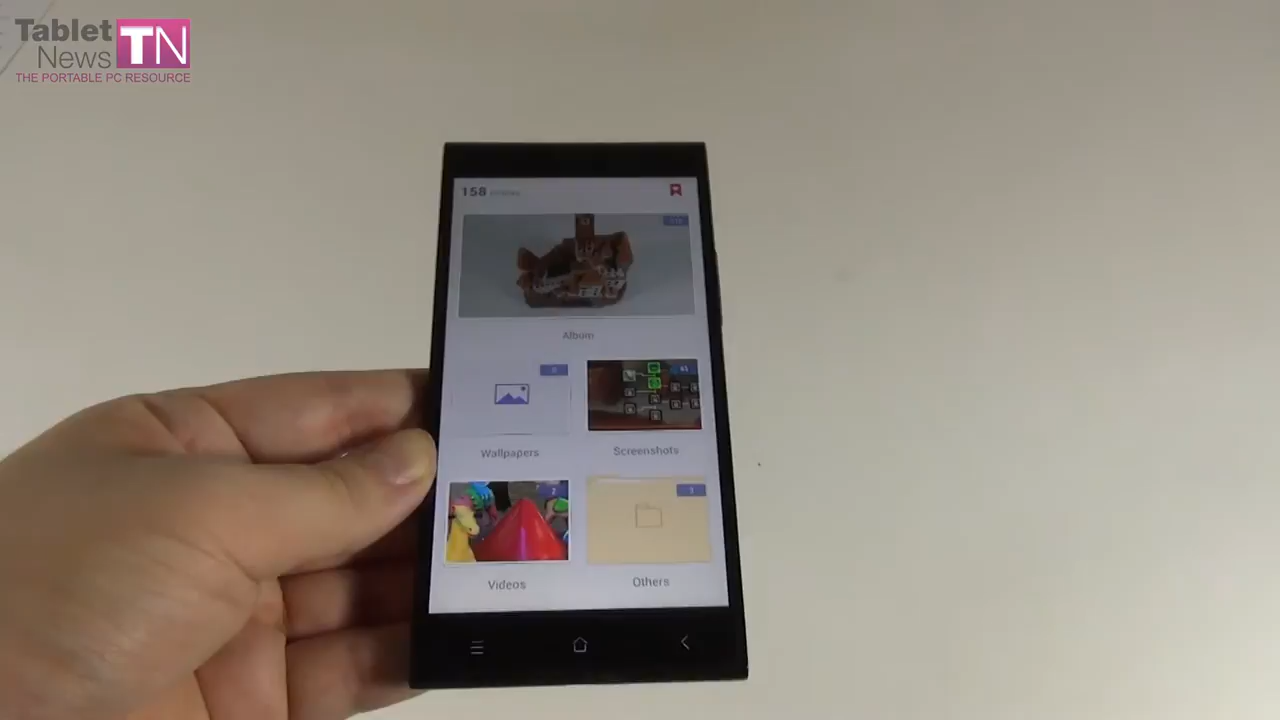 Tablet
News TN
THE PORTABLE PC RESOURCE
158
Album
Wallpapers
Screenshots
Videos
Others